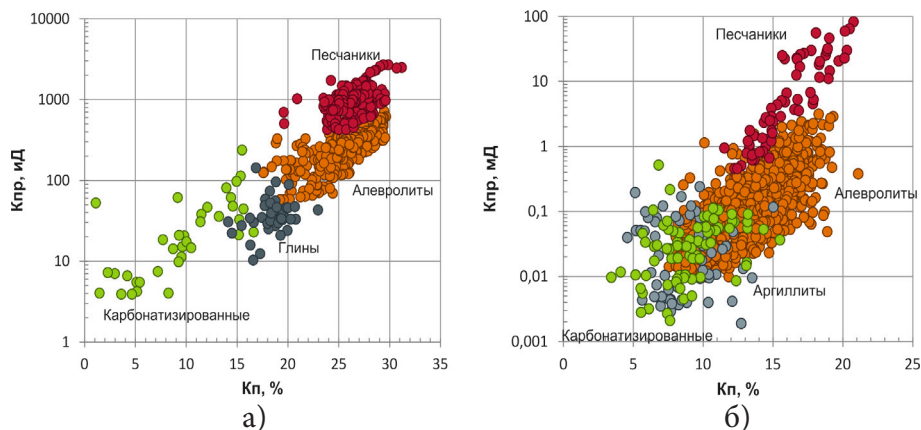 10000
1000
100
10
1
Кпр, иД
0 5 10 15 20 25 30 35
Кп, %
Песчаники
Алевролиты
Глины
Карбонатизированные
а)
100
10
1
0,1
0,01
0,001
Кпр, мД
0 5 10 15 20 25
Кп, %
Песчаники
Алевролиты
Аргиллиты
Карбонатизированные
б)